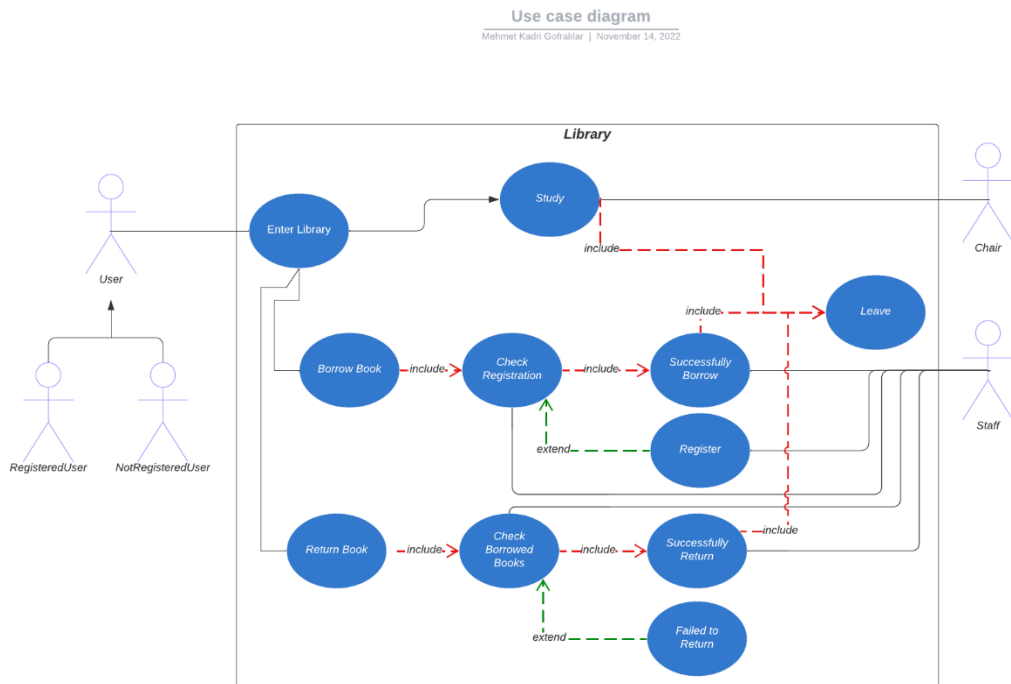 Use case diagram
Mehmet Kadri Gofralılar | November 14, 2022
Library
Study
Enter Library
include
User
Chair
Leave
include
Borrow Book
include
Check
Registration
include
Successfully
Borrow
Staff
RegisteredUser
NotRegisteredUser
extend
Register
Return Book
include
Check
Borrowed
Books
include
Successfully
Return
include
extend
Failed to
Return